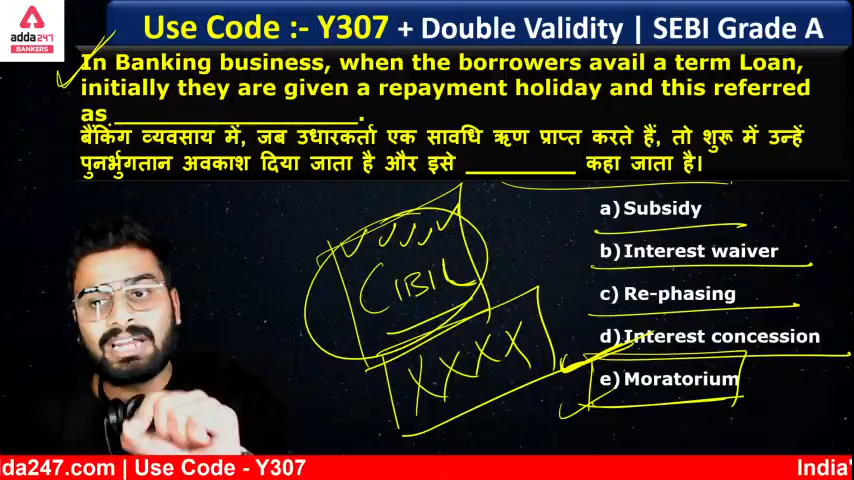 Use Code :- Y307 + Double Validity | SEBI Grade A
adda247
BANKERS
In Banking business, when the borrowers avail a term Loan,
initially they are given a repayment holiday and this referred
as _________________.
बैंकिंग व्यवसाय में, जब उधारकर्ता एक सावधि ऋण प्राप्त करते हैं, तो शुरू में उन्हें
पुनर्भुगतान अवकाश दिया जाता है और इसे __________ कहा जाता है।
a) Subsidy
b) Interest waiver
c) Re-phasing
d) Interest concession
e) Moratorium
CIBIL
XXXX
dda247.com | Use Code - Y307
India'